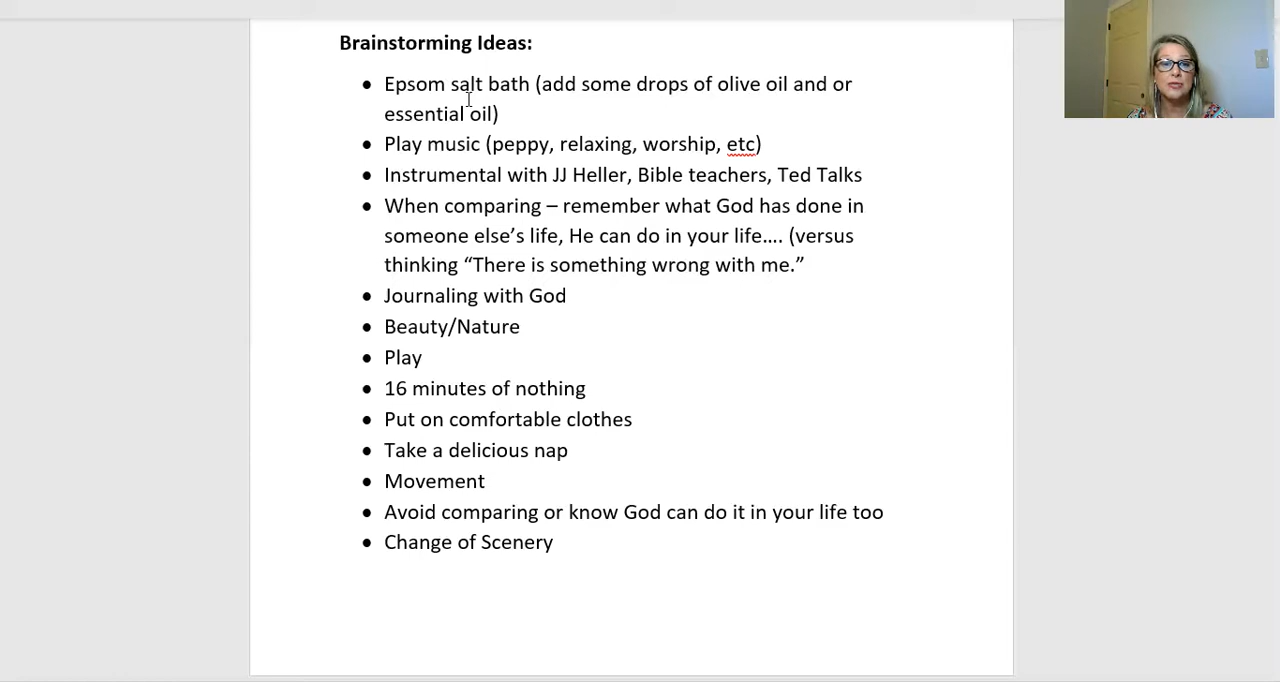 Brainstorming Ideas:
• Epsom salt bath (add some drops of olive oil and or
essential oil)
• Play music (peppy, relaxing, worship, etc)
• Instrumental with JJ Heller, Bible teachers, Ted Talks
• When comparing – remember what God has done in
someone else’s life, He can do in your life…. (versus
thinking “There is something wrong with me.”
• Journaling with God
• Beauty/Nature
• Play
• 16 minutes of nothing
• Put on comfortable clothes
• Take a delicious nap
• Movement
• Avoid comparing or know God can do it in your life too
• Change of Scenery